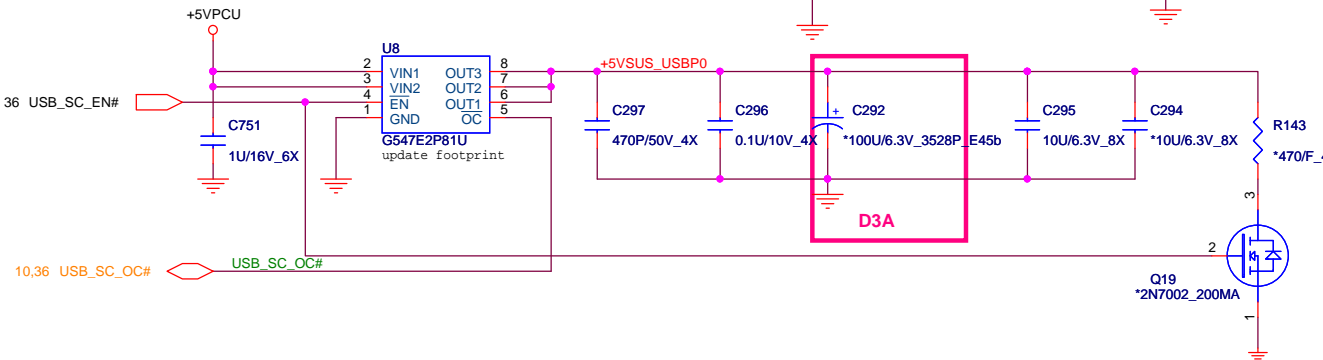 +5VPCU
U8
2 VIN1 OUT3 8
3 VIN2 OUT2 7
4 EN OUT1 6
1 GND OC 5
G547E2P81U
update footprint
36 USB_SC_EN#
C751
1U/16V_6X
+5VSUS_USBP0
C297
470P/50V_4X
C296
0.1U/10V_4X
+
C292
*100U/6.3V_3528P_E45b
C295
10U/6.3V_8X
C294
*10U/6.3V_8X
R143
*470/F_
D3A
10,36 USB_SC_OC#
USB_SC_OC#
3
2
1
Q19
*2N7002_200MA